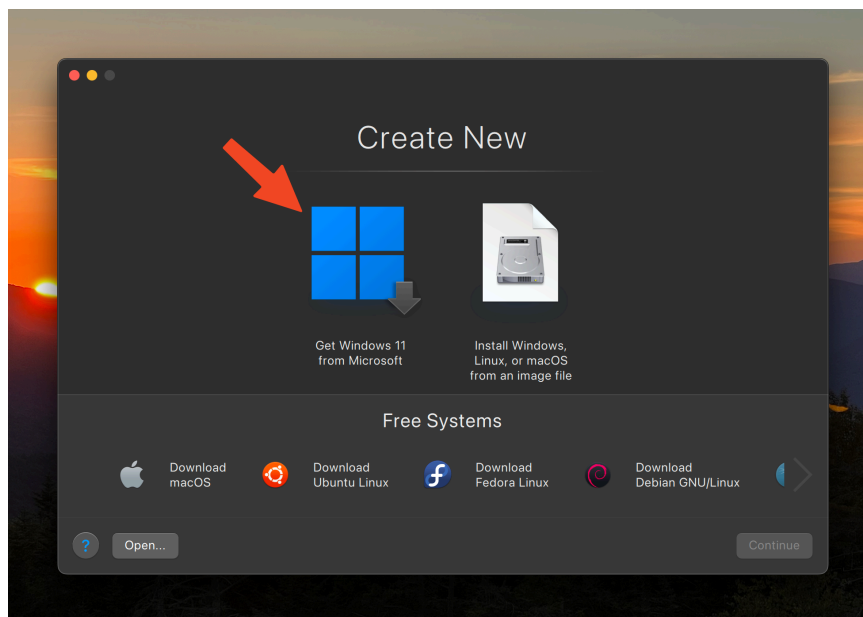 Create New
Get Windows 11
from Microsoft
Install Windows,
Linux, or macOS
from an image file
Free Systems
Download
macOS
Download
Ubuntu Linux
Download
Fedora Linux
Download
Debian GNU/Linux
?
Open...
Continue